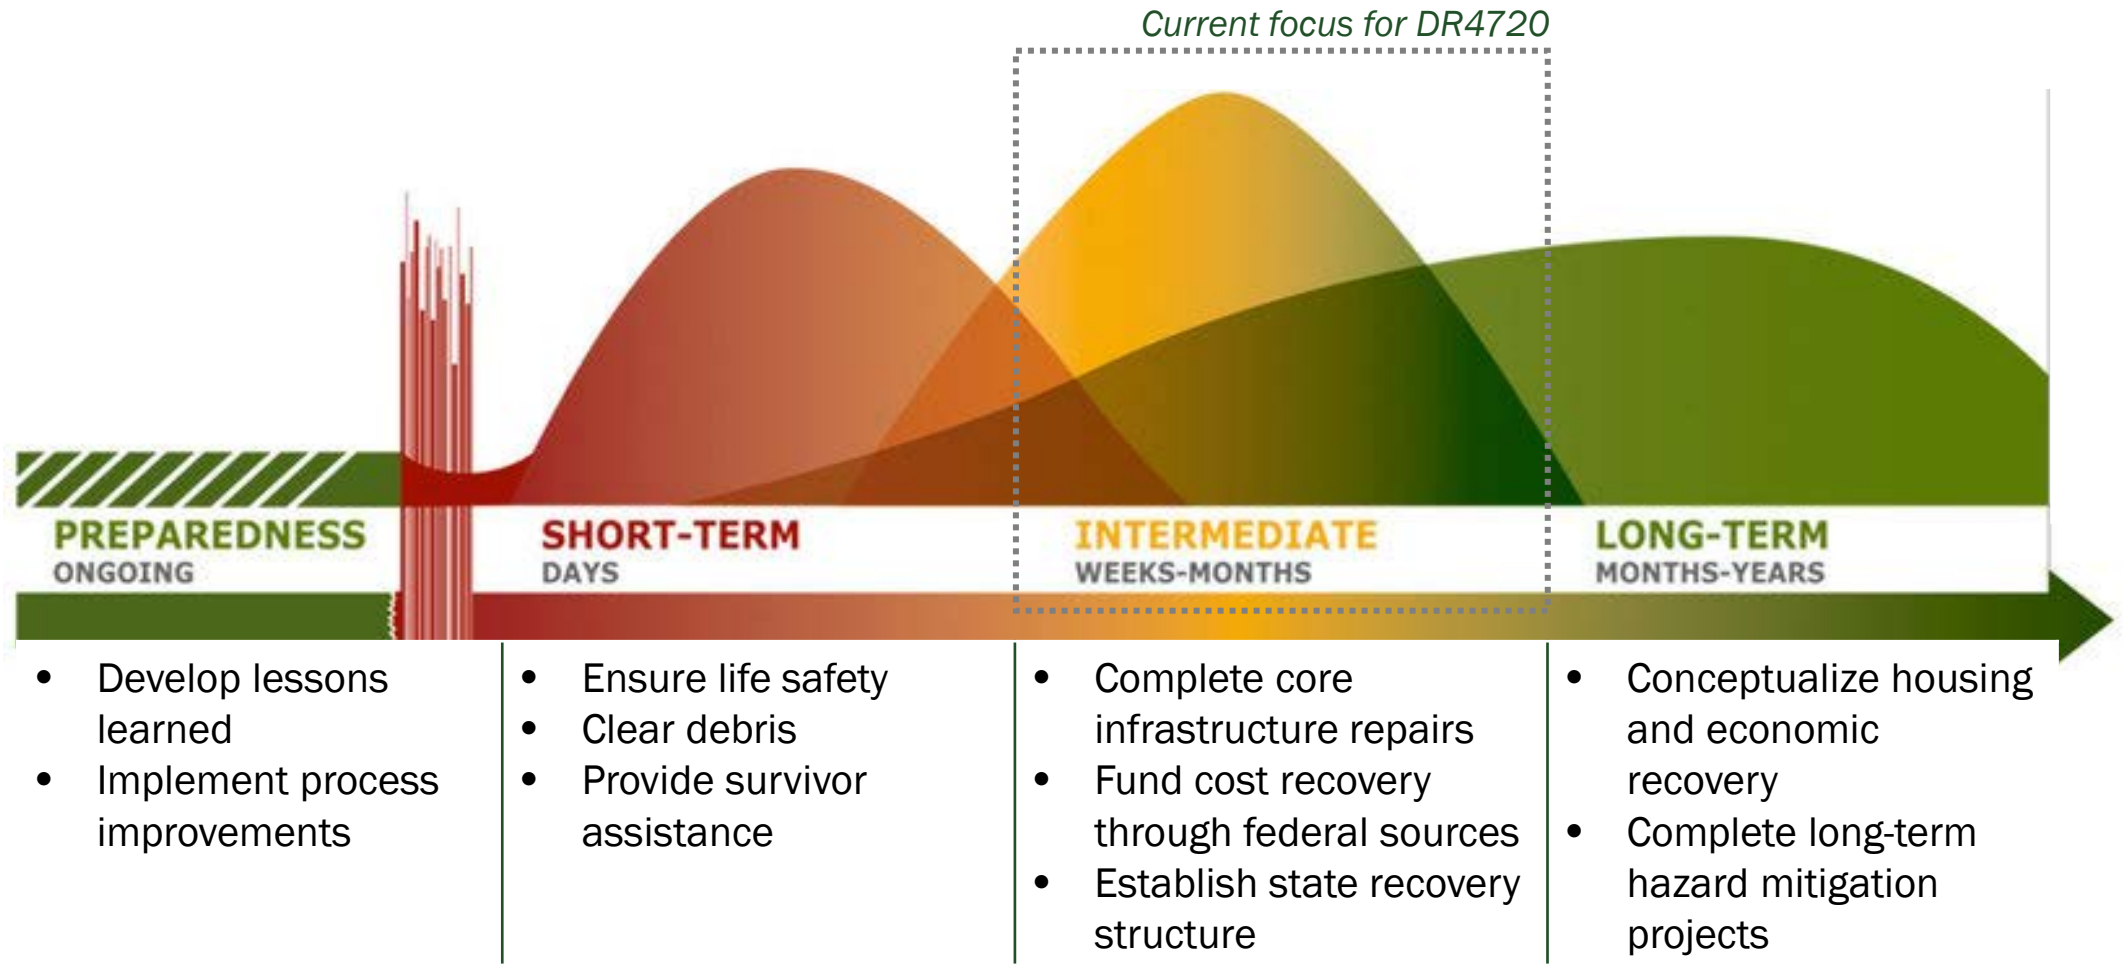 Current focus for DR4720
PREPAREDNESS
ONGOING
SHORT-TERM
DAYS
INTERMEDIATE
WEEKS-MONTHS
LONG-TERM
MONTHS-YEARS
• Develop lessons
learned
• Implement process
improvements
• Ensure life safety
• Clear debris
• Provide survivor
assistance
• Complete core
infrastructure repairs
• Fund cost recovery
through federal sources
• Establish state recovery
structure
• Conceptualize housing
and economic
recovery
• Complete long-term
hazard mitigation
projects